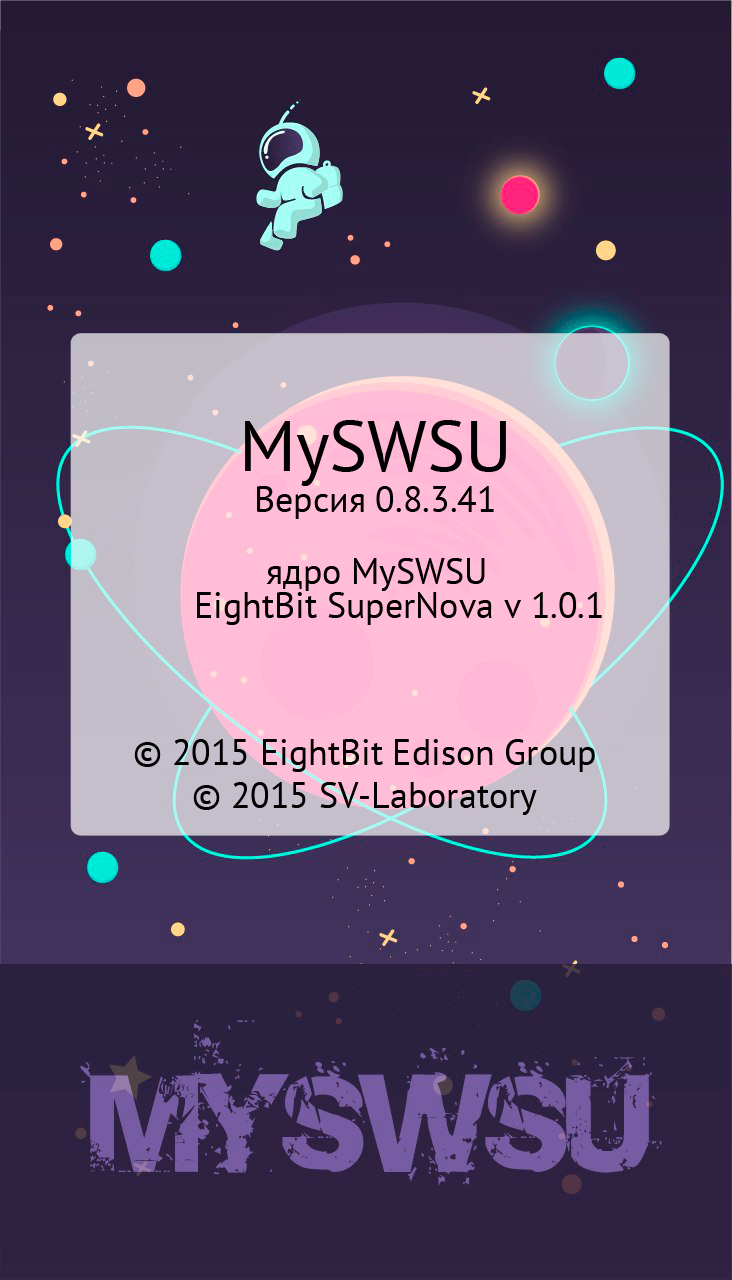 MySWSU
Версия 0.8.3.41
ядро MySWSU
EightBit SuperNova v 1.0.1
© 2015 EightBit Edison Group
© 2015 SV-Laboratory
MYSWSU